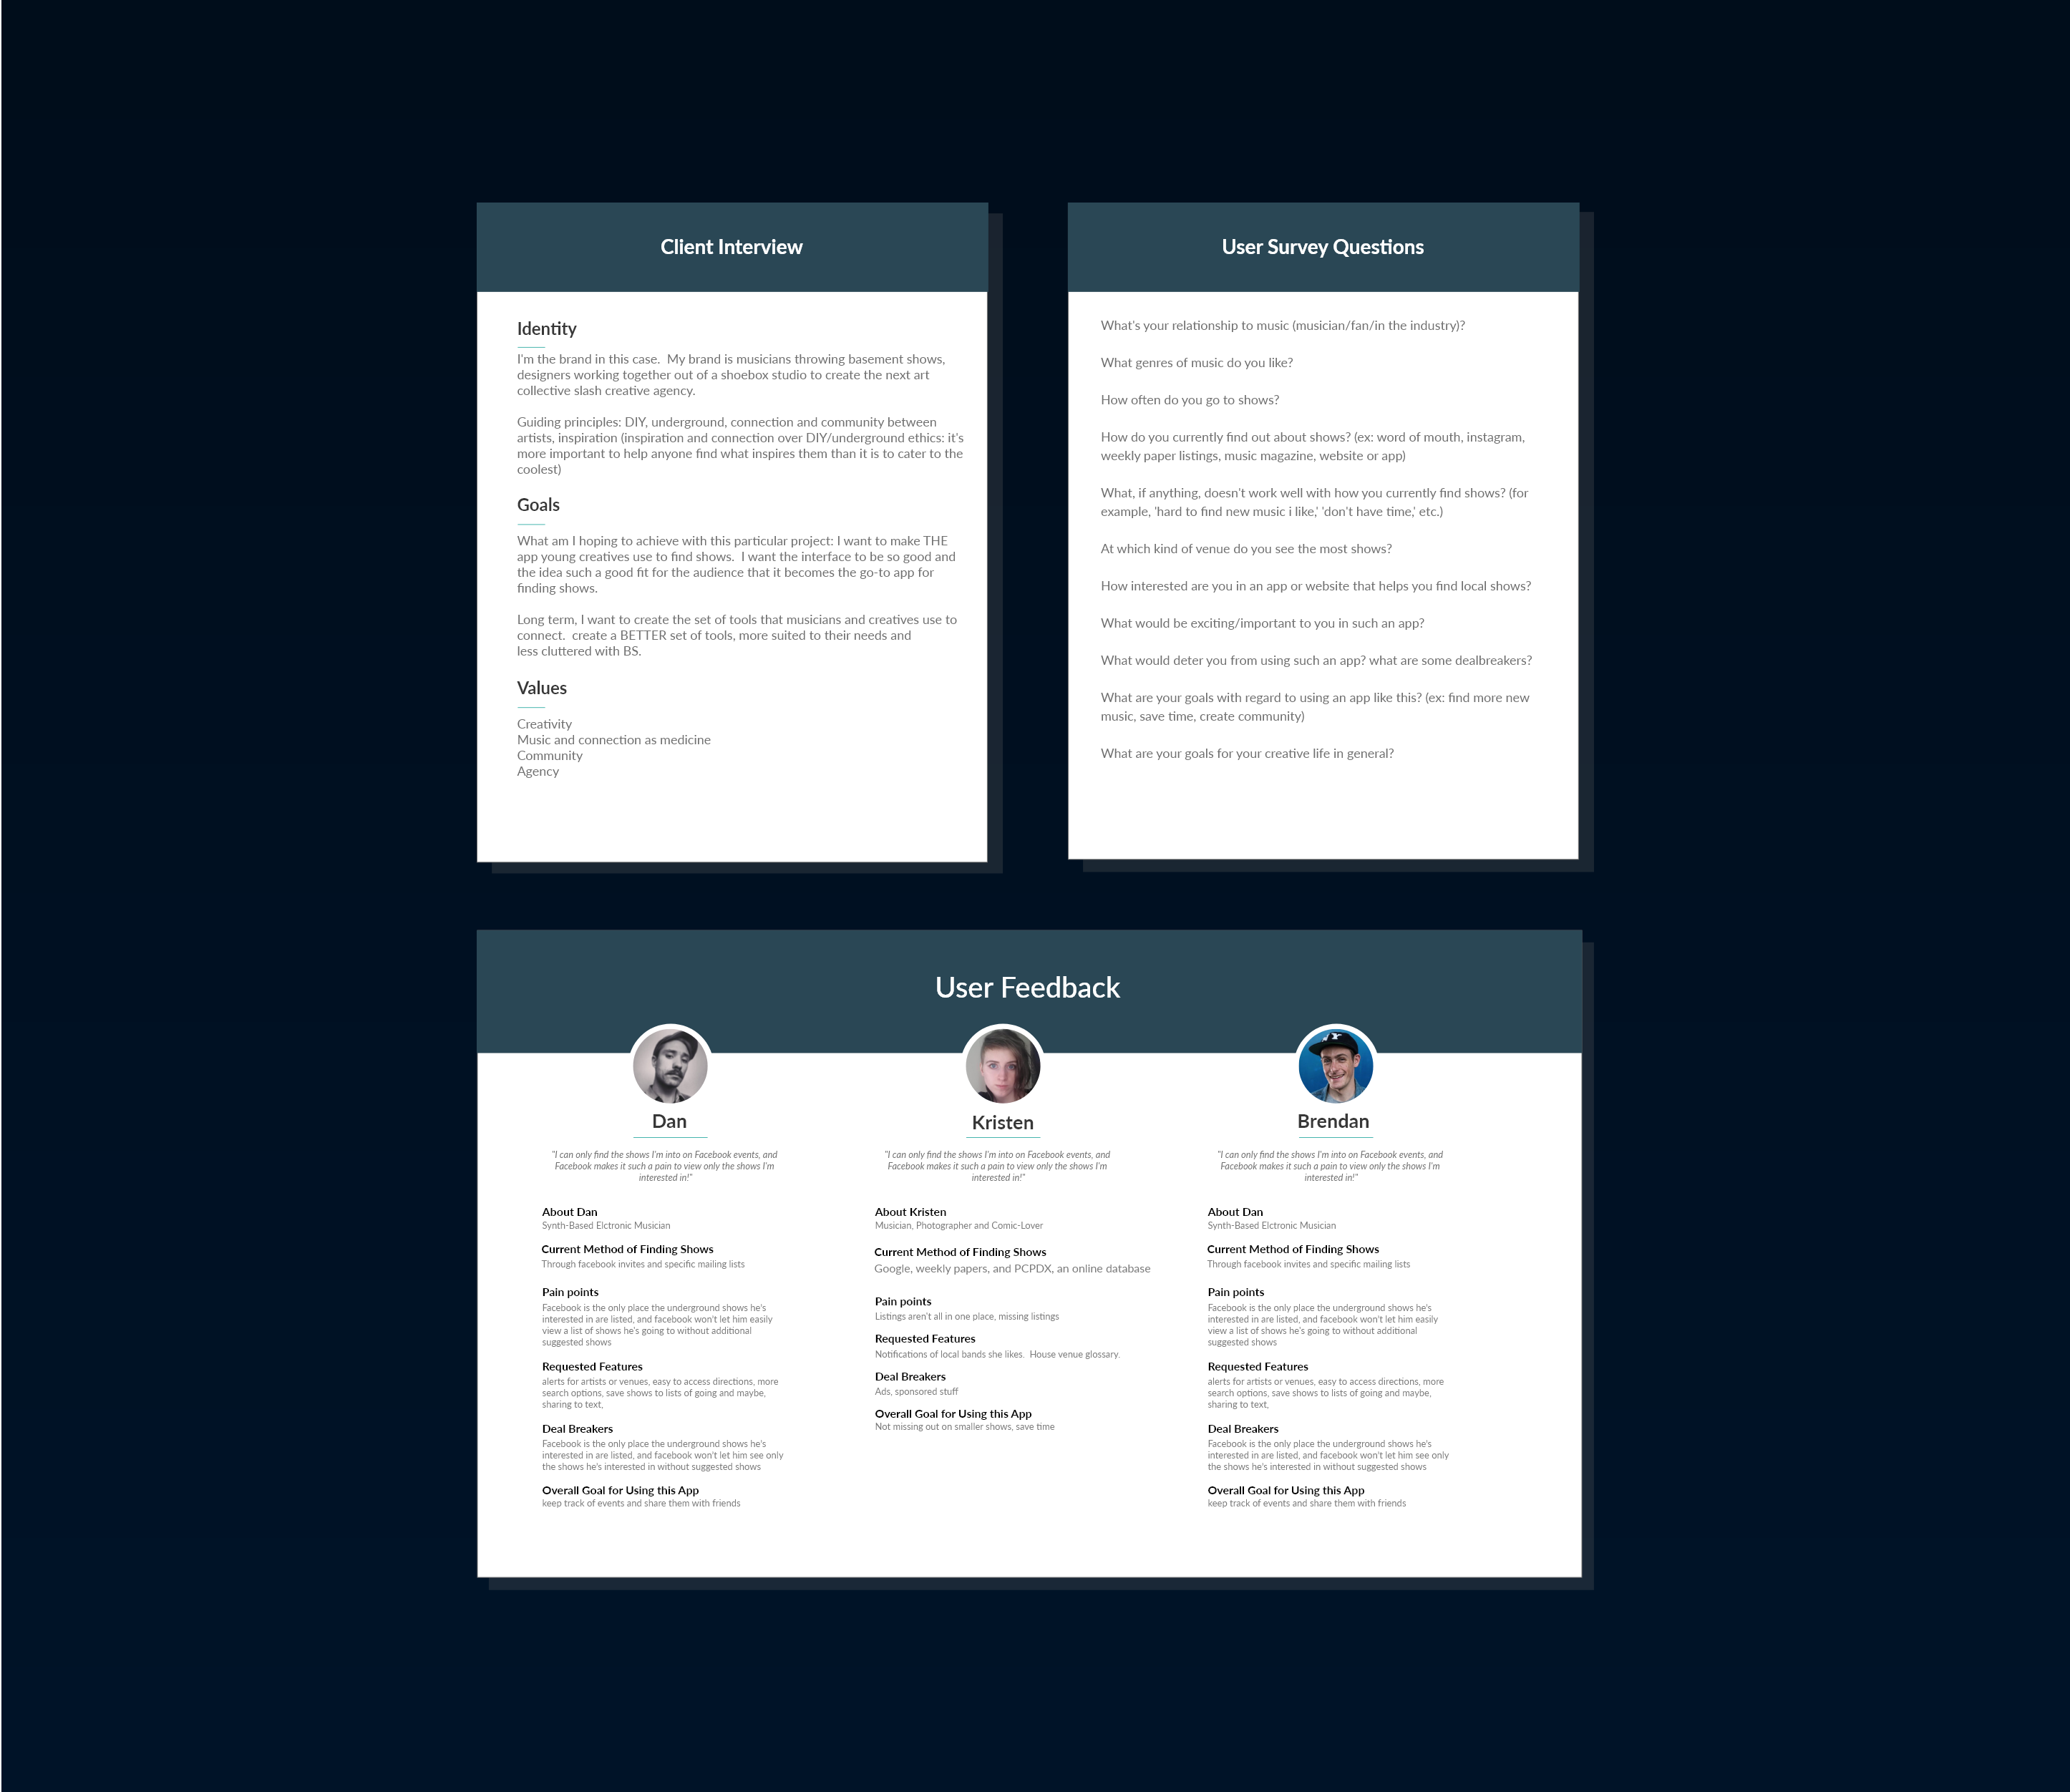 Client Interview
Identity
I'm the brand in this case.  My brand is musicians throwing basement shows,
designers working together out of a shoebox studio to create the next art
collective slash creative agency.
Guiding principles: DIY, underground, connection and community between
artists, inspiration (inspiration and connection over DIY/underground ethics: it's
more important to help anyone find what inspires them than it is to cater to the
coolest)
Goals
What am I hoping to achieve with this particular project: I want to make THE
app young creatives use to find shows.  I want the interface to be so good and
the idea such a good fit for the audience that it becomes the go-to app for
finding shows.
Long term, I want to create the set of tools that musicians and creatives use to
connect.  create a BETTER set of tools, more suited to their needs and
less cluttered with BS.
Values
Creativity
Music and connection as medicine
Community
Agency
User Survey Questions
What's your relationship to music (musician/fan/in the industry)?
What genres of music do you like?
How often do you go to shows?
How do you currently find out about shows? (ex: word of mouth, instagram,
weekly paper listings, music magazine, website or app)
What, if anything, doesn't work well with how you currently find shows? (for
example, 'hard to find new music i like,' 'don't have time,' etc.)
At which kind of venue do you see the most shows?
How interested are you in an app or website that helps you find local shows?
What would be exciting/important to you in such an app?
What would deter you from using such an app? what are some dealbreakers?
What are your goals with regard to using an app like this? (ex: find more new
music, save time, create community)
What are your goals for your creative life in general?
User Feedback
Dan
"I can only find the shows I'm into on Facebook events, and
Facebook makes it such a pain to view only the shows I'm
interested in!"
About Dan
Synth-Based Elctronic Musician
Current Method of Finding Shows
Through facebook invites and specific mailing lists
Pain points
Facebook is the only place the underground shows he's
interested in are listed, and facebook won't let him easily
view a list of shows he's going to without additional
suggested shows
Requested Features
alerts for artists or venues, easy to access directions, more
search options, save shows to lists of going and maybe,
sharing to text,
Deal Breakers
Facebook is the only place the underground shows he's
interested in are listed, and facebook won't let him see only
the shows he's interested in without suggested shows
Overall Goal for Using this App
keep track of events and share them with friends
Kristen
"I can only find the shows I'm into on Facebook events, and
Facebook makes it such a pain to view only the shows I'm
interested in!"
About Kristen
Musician, Photographer and Comic-Lover
Current Method of Finding Shows
Google, weekly papers, and PCPDX, an online database
Pain points
Listings aren't all in one place, missing listings
Requested Features
Notifications of local bands she likes.  House venue glossary.
Deal Breakers
Ads, sponsored stuff
Overall Goal for Using this App
Not missing out on smaller shows, save time
Brendan
"I can only find the shows I'm into on Facebook events, and
Facebook makes it such a pain to view only the shows I'm
interested in!"
About Dan
Synth-Based Elctronic Musician
Current Method of Finding Shows
Through facebook invites and specific mailing lists
Pain points
Facebook is the only place the underground shows he's
interested in are listed, and facebook won't let him easily
view a list of shows he's going to without additional
suggested shows
Requested Features
alerts for artists or venues, easy to access directions, more
search options, save shows to lists of going and maybe,
sharing to text,
Deal Breakers
Facebook is the only place the underground shows he's
interested in are listed, and facebook won't let him see only
the shows he's interested in without suggested shows
Overall Goal for Using this App
keep track of events and share them with friends